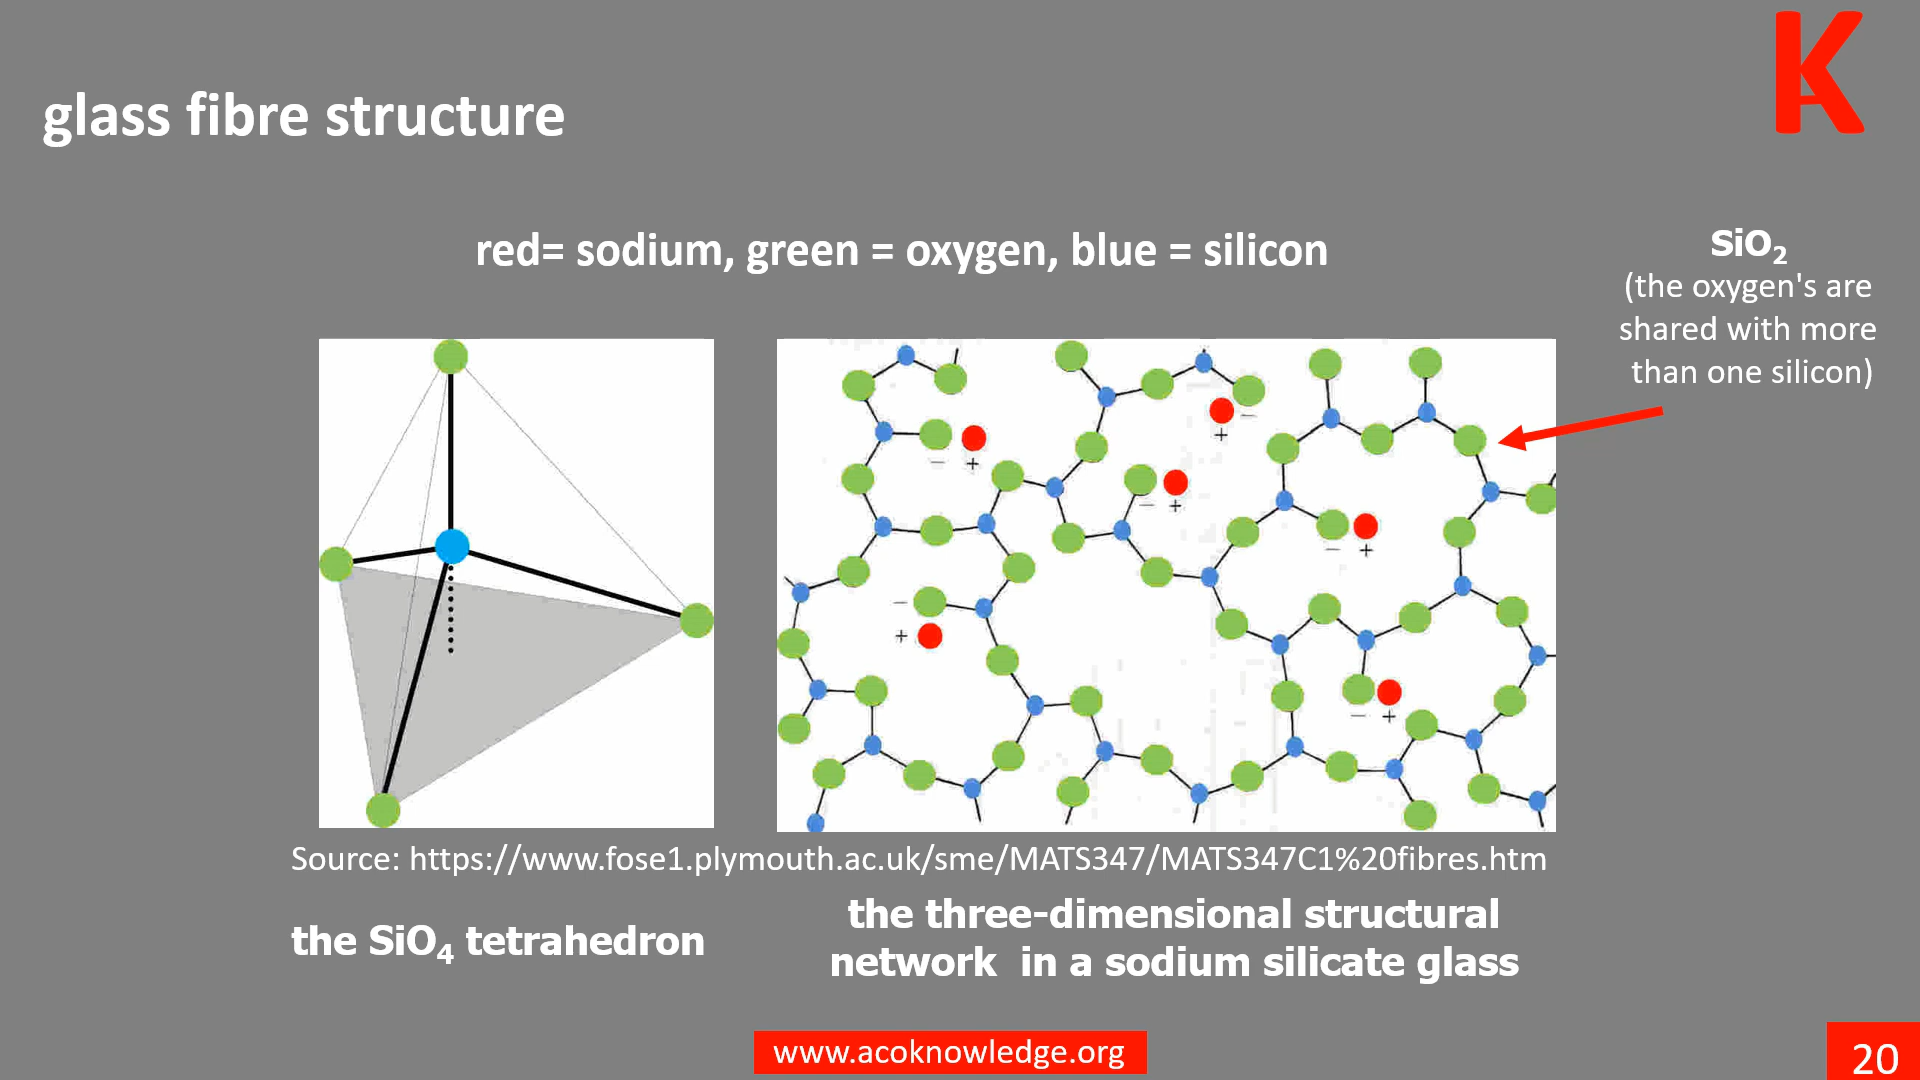 glass fibre structure
K
red= sodium, green = oxygen, blue = silicon
SiO₂
(the oxygen's are
shared with more
than one silicon)
− +
− +
− +
− +
− +
− +
Source: https://www.fose1.plymouth.ac.uk/sme/MATS347/MATS347C1%20fibres.htm
the SiO₄ tetrahedron
the three-dimensional structural
network in a sodium silicate glass
www.acoknowledge.org
20